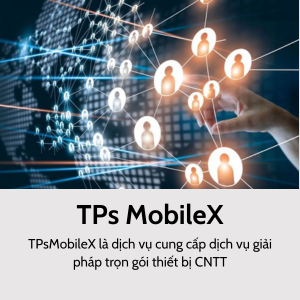 TPs MobileX
TPsMobileX là dịch vụ cung cấp dịch vụ giải
pháp trọn gói thiết bị CNTT